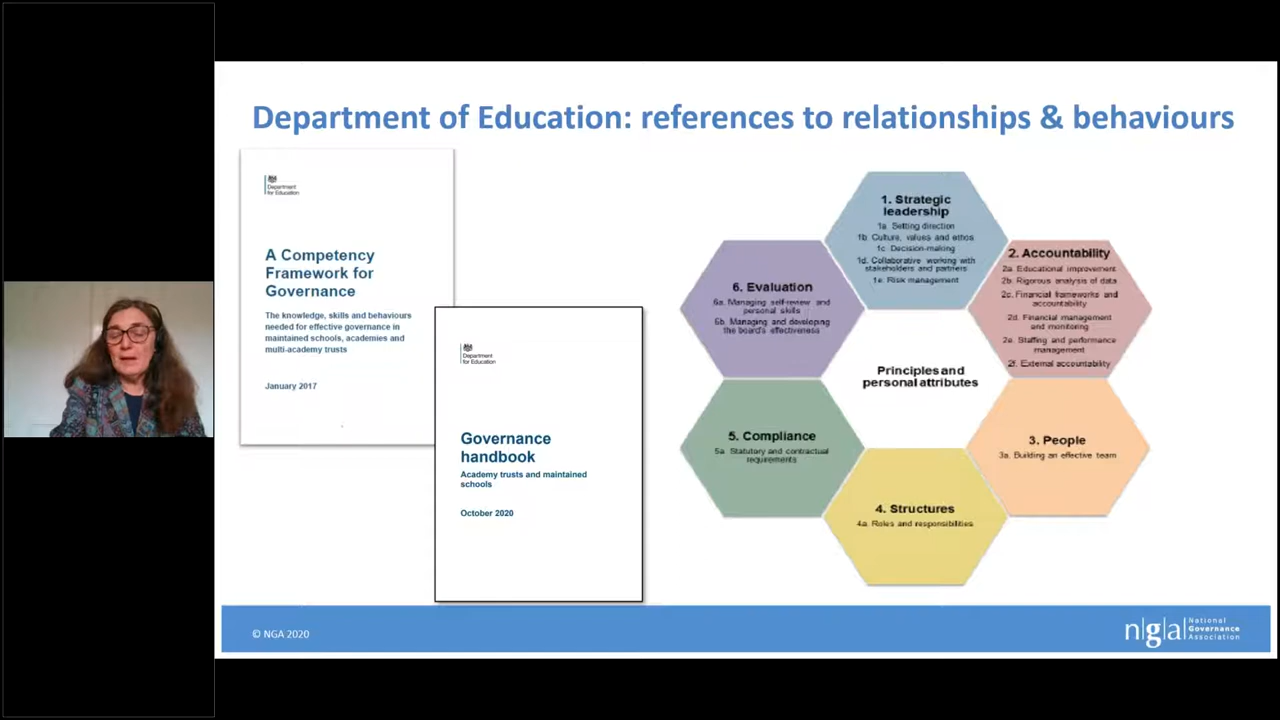 Department of Education: references to relationships & behaviours
Department
for Education
A Competency
Framework for
Governance
The knowledge, skills and behaviours
needed for effective governance in
maintained schools, academies and
multi-academy trusts
January 2017
Department
for Education
Governance
handbook
Academy trusts and maintained
schools
October 2020
1. Strategic
leadership
1a Setting direction
1b Culture, values and ethos
1c Decision-making
1d. Collaborative working with
stakeholders and partners
1e Risk management
2. Accountability
2a. Educational improvement
2b. Rigorous analysis of data
2c. Financial frameworks and
accountability
2d. Financial management
and monitoring
2e. Staffing and performance
management
2f. External accountability
3. People
3a. Building an effective team
4. Structures
4a. Roles and responsibilities
5. Compliance
5a Statutory and contractual
requirements
6. Evaluation
6a. Managing self-review and
personal skills
6b. Managing and developing
the board's effectiveness
Principles and
personal attributes
© NGA 2020
n|g|a|
National
Governance
Association